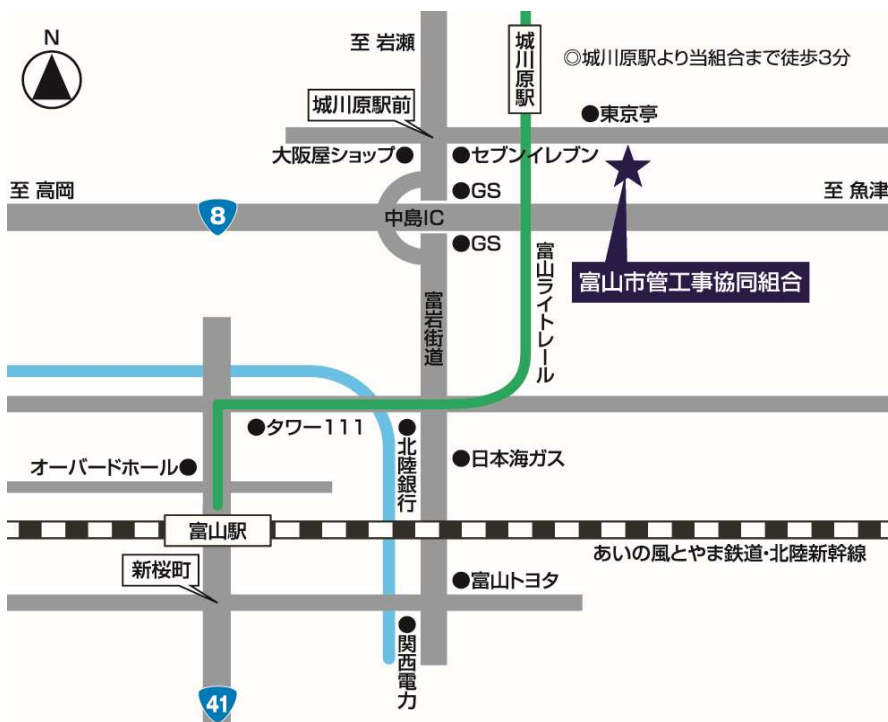 N
至 岩瀬
城川原駅
◎城川原駅より当組合まで徒歩3分
城川原駅前
●東京亭
大阪屋ショップ●
●セブンイレブン
至 高岡
8
●GS
中島IC
至 魚津
●GS
富山ライトレール
富山市管工事協同組合
富岩街道
●タワー111
●北陸銀行
オーバードホール●
●日本海ガス
富山駅
あいの風とやま鉄道・北陸新幹線
新桜町
●富山トヨタ
●関西電力
41